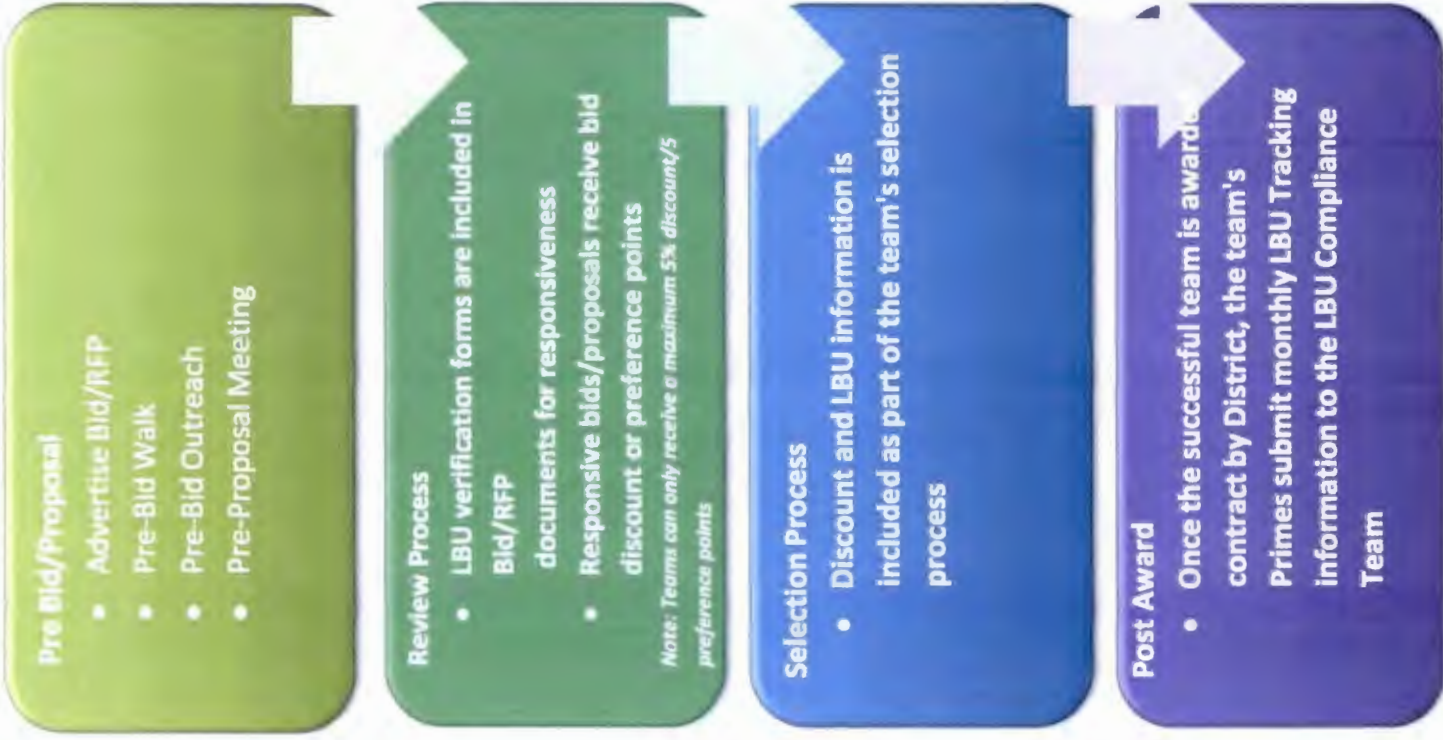 Pre Bid/Proposal
• Advertise Bid/RFP
• Pre-Bid Walk
• Pre-Bid Outreach
• Pre-Proposal Meeting
Review Process
• LBU verification forms are included in
Bid/RFP
documents for responsiveness
• Responsive bids/proposals receive bid
discount or preference points
Note: Teams can only receive a maximum 5% discount/5
preference points
Selection Process
• Discount and LBU information is
included as part of the team's selection
process
Post Award
• Once the successful team is awarde
contract by District, the team's
Primes submit monthly LBU Tracking
information to the LBU Compliance
Team